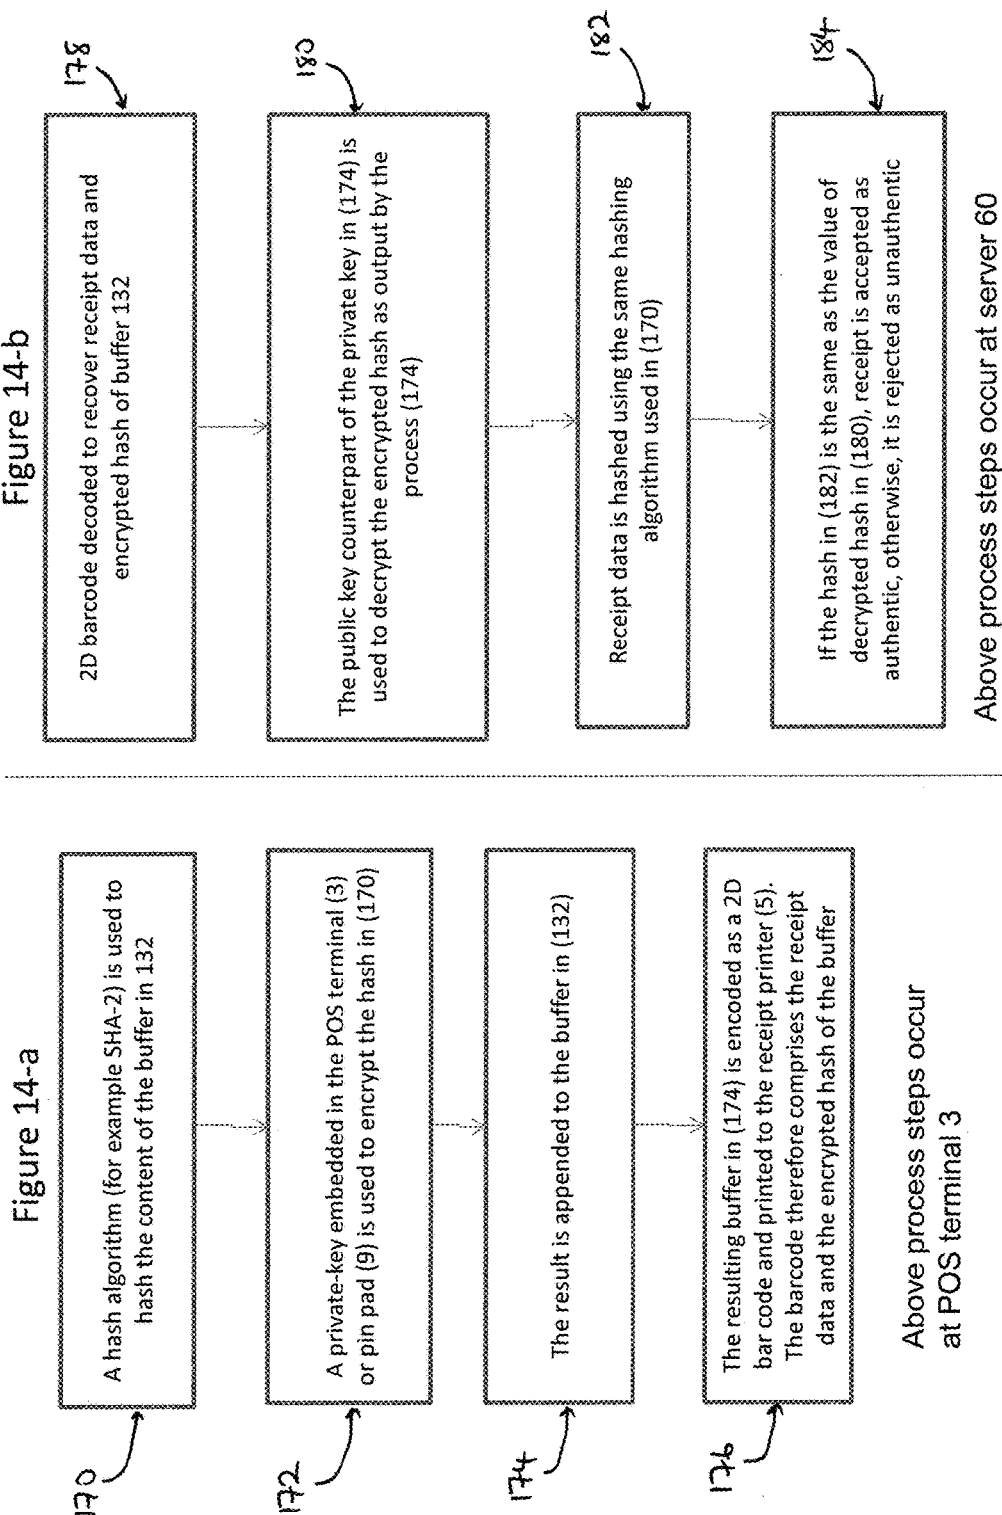 Figure 14-a
170
A hash algorithm (for example SHA-2) is used to
hash the content of the buffer in 132
172
A private-key embedded in the POS terminal (3)
or pin pad (9) is used to encrypt the hash in (170)
174
The result is appended to the buffer in (132)
176
The resulting buffer in (174) is encoded as a 2D
bar code and printed to the receipt printer (5).
The barcode therefore comprises the receipt
data and the encrypted hash of the buffer
Above process steps occur
at POS terminal 3
Figure 14-b
178
2D barcode decoded to recover receipt data and
encrypted hash of buffer 132
180
The public key counterpart of the private key in (174) is
used to decrypt the encrypted hash as output by the
process (174)
182
Receipt data is hashed using the same hashing
algorithm used in (170)
184
If the hash in (182) is the same as the value of
decrypted hash in (180), receipt is accepted as
authentic, otherwise, it is rejected as unauthentic
Above process steps occur at server 60